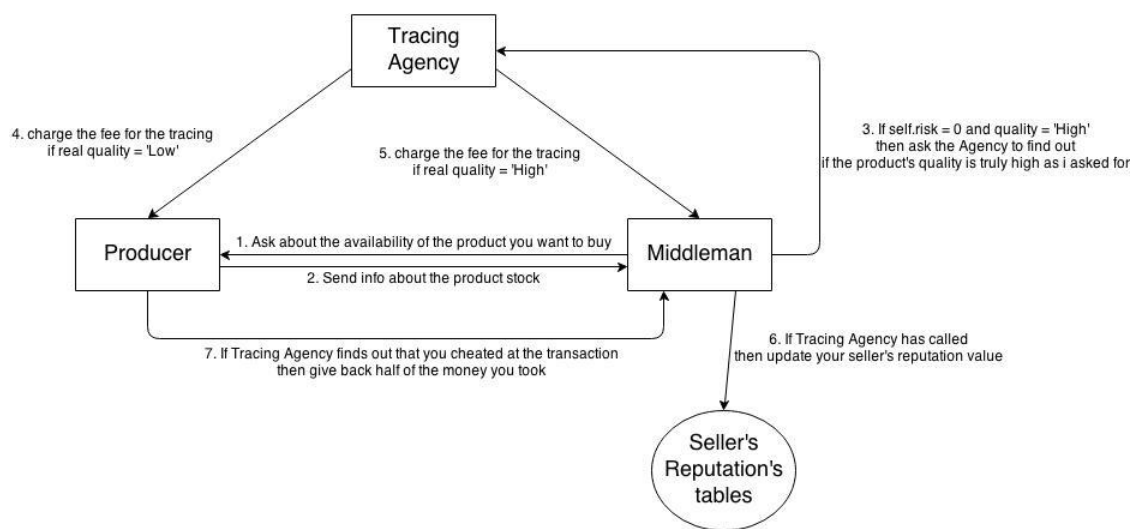 Tracing
Agency
4. charge the fee for the tracing
if real quality = 'Low'
5. charge the fee for the tracing
if real quality = 'High'
3. If self.risk = 0 and quality = 'High'
then ask the Agency to find out
if the product's quality is truly high as i asked for
Producer
1. Ask about the availability of the product you want to buy
2. Send info about the product stock
Middleman
7. If Tracing Agency finds out that you cheated at the transaction
then give back half of the money you took
6. If Tracing Agency has called
then update your seller's reputation value
Seller's
Reputation's
tables